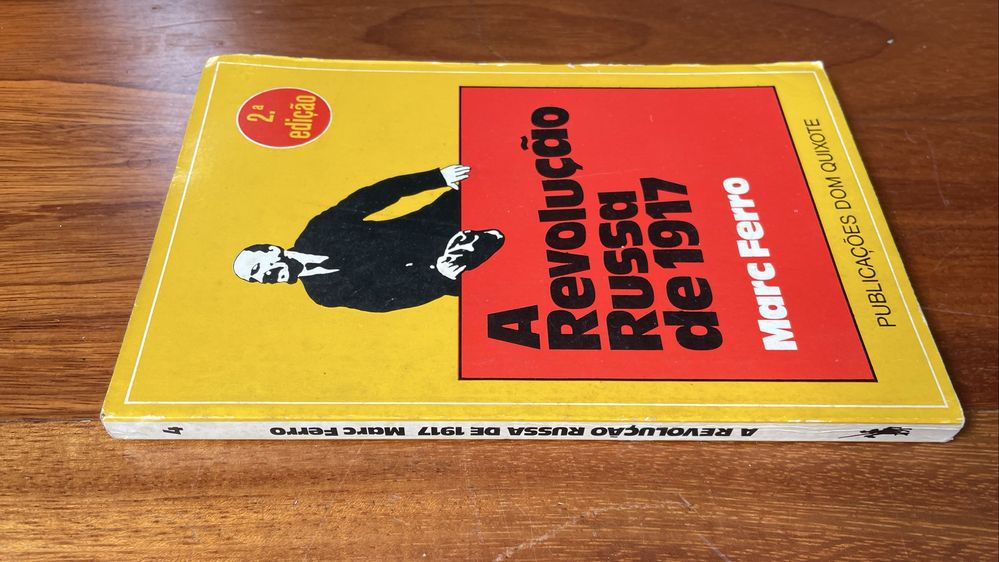 2.ª
edição
A
Revolução
Russa
de 1917
Marc Ferro
PUBLICAÇÕES DOM QUIXOTE
A REVOLUÇÃO RUSSA DE 1917 Marc Ferro
4